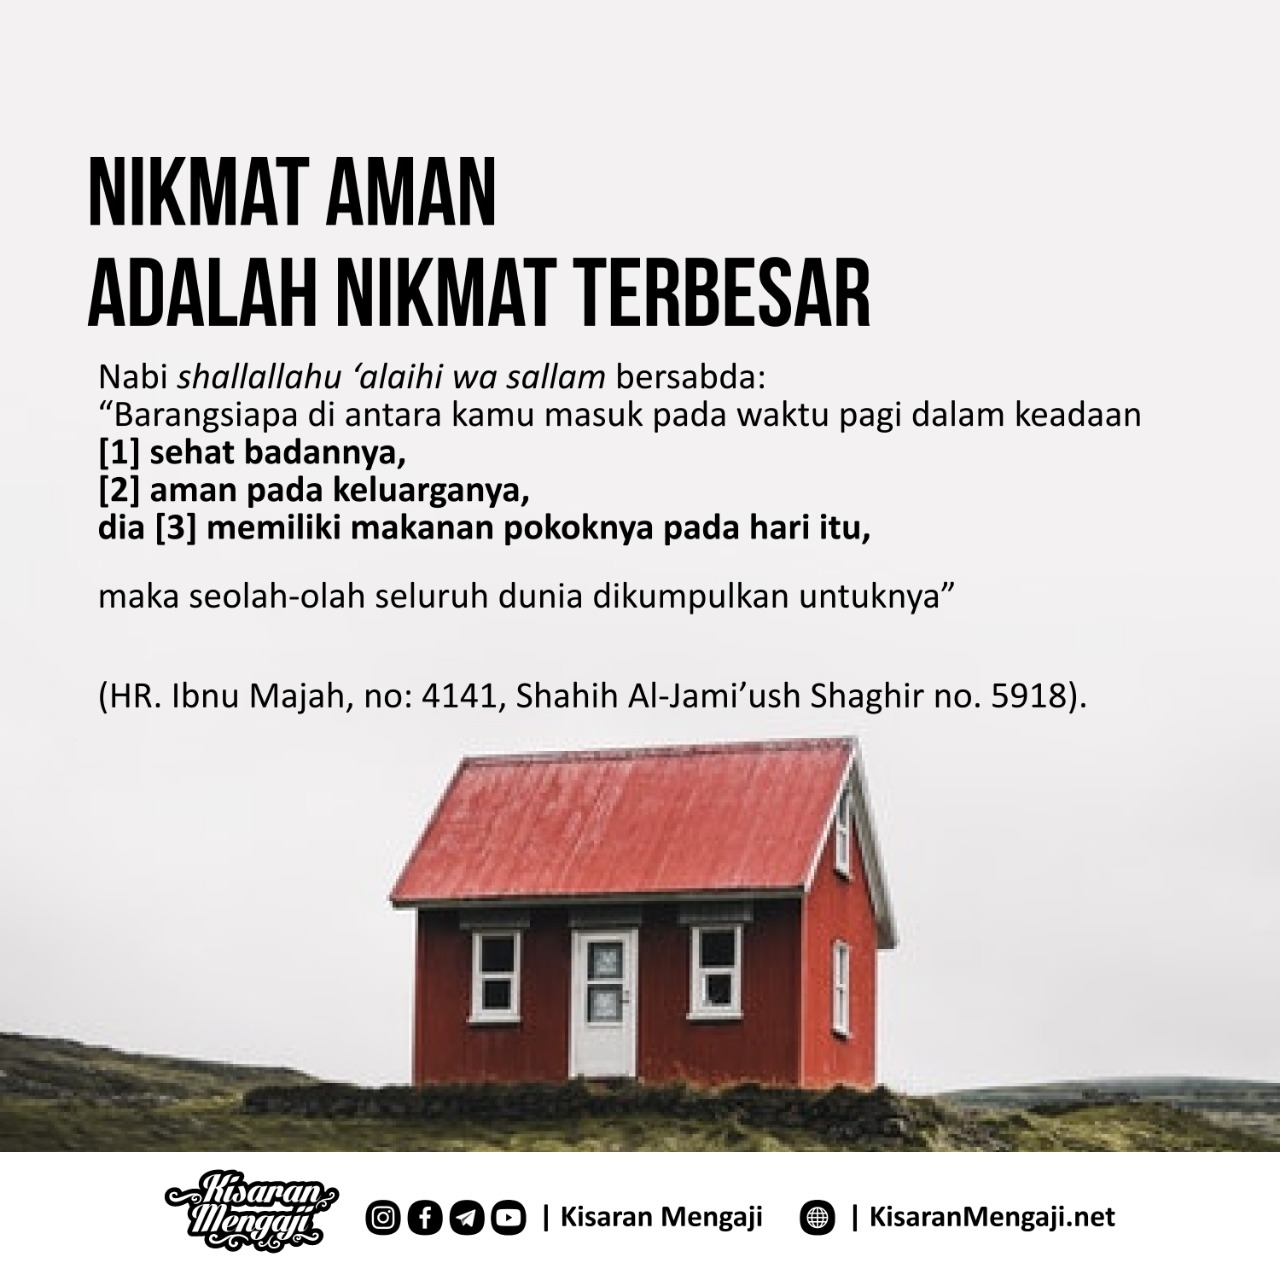 NIKMAT AMAN
ADALAH NIKMAT TERBESAR
Nabi shallallahu ‘alaihi wa sallam bersabda:
“Barangsiapa di antara kamu masuk pada waktu pagi dalam keadaan
[1] sehat badannya,
[2] aman pada keluarganya,
dia [3] memiliki makanan pokoknya pada hari itu,
maka seolah-olah seluruh dunia dikumpulkan untuknya”
(HR. Ibnu Majah, no: 4141, Shahih Al-Jami’ush Shaghir no. 5918).
Kisaran
Mengaji
| Kisaran Mengaji | KisaranMengaji.net